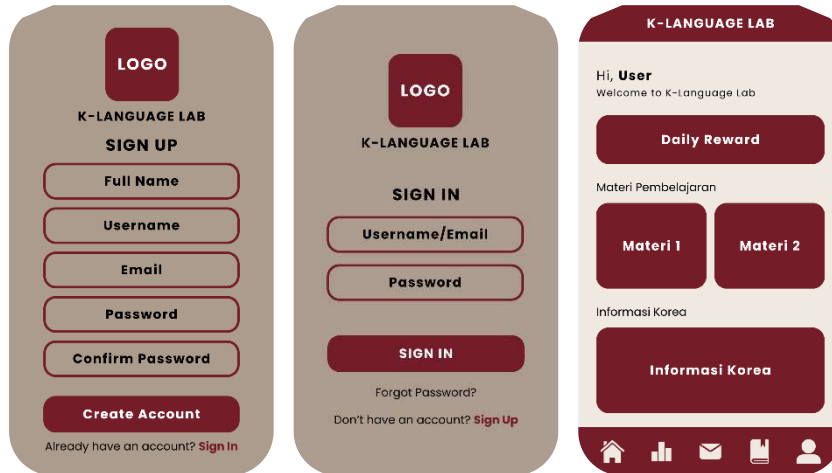 LOGO
K-LANGUAGE LAB
SIGN UP
Full Name
Username
Email
Password
Confirm Password
Create Account
Already have an account? Sign In
LOGO
K-LANGUAGE LAB
SIGN IN
Username/Email
Password
SIGN IN
Forgot Password?
Don't have an account? Sign Up
K-LANGUAGE LAB
Hi, User
Welcome to K-Language Lab
Daily Reward
Materi Pembelajaran
Materi 1 Materi 2
Informasi Korea
Informasi Korea